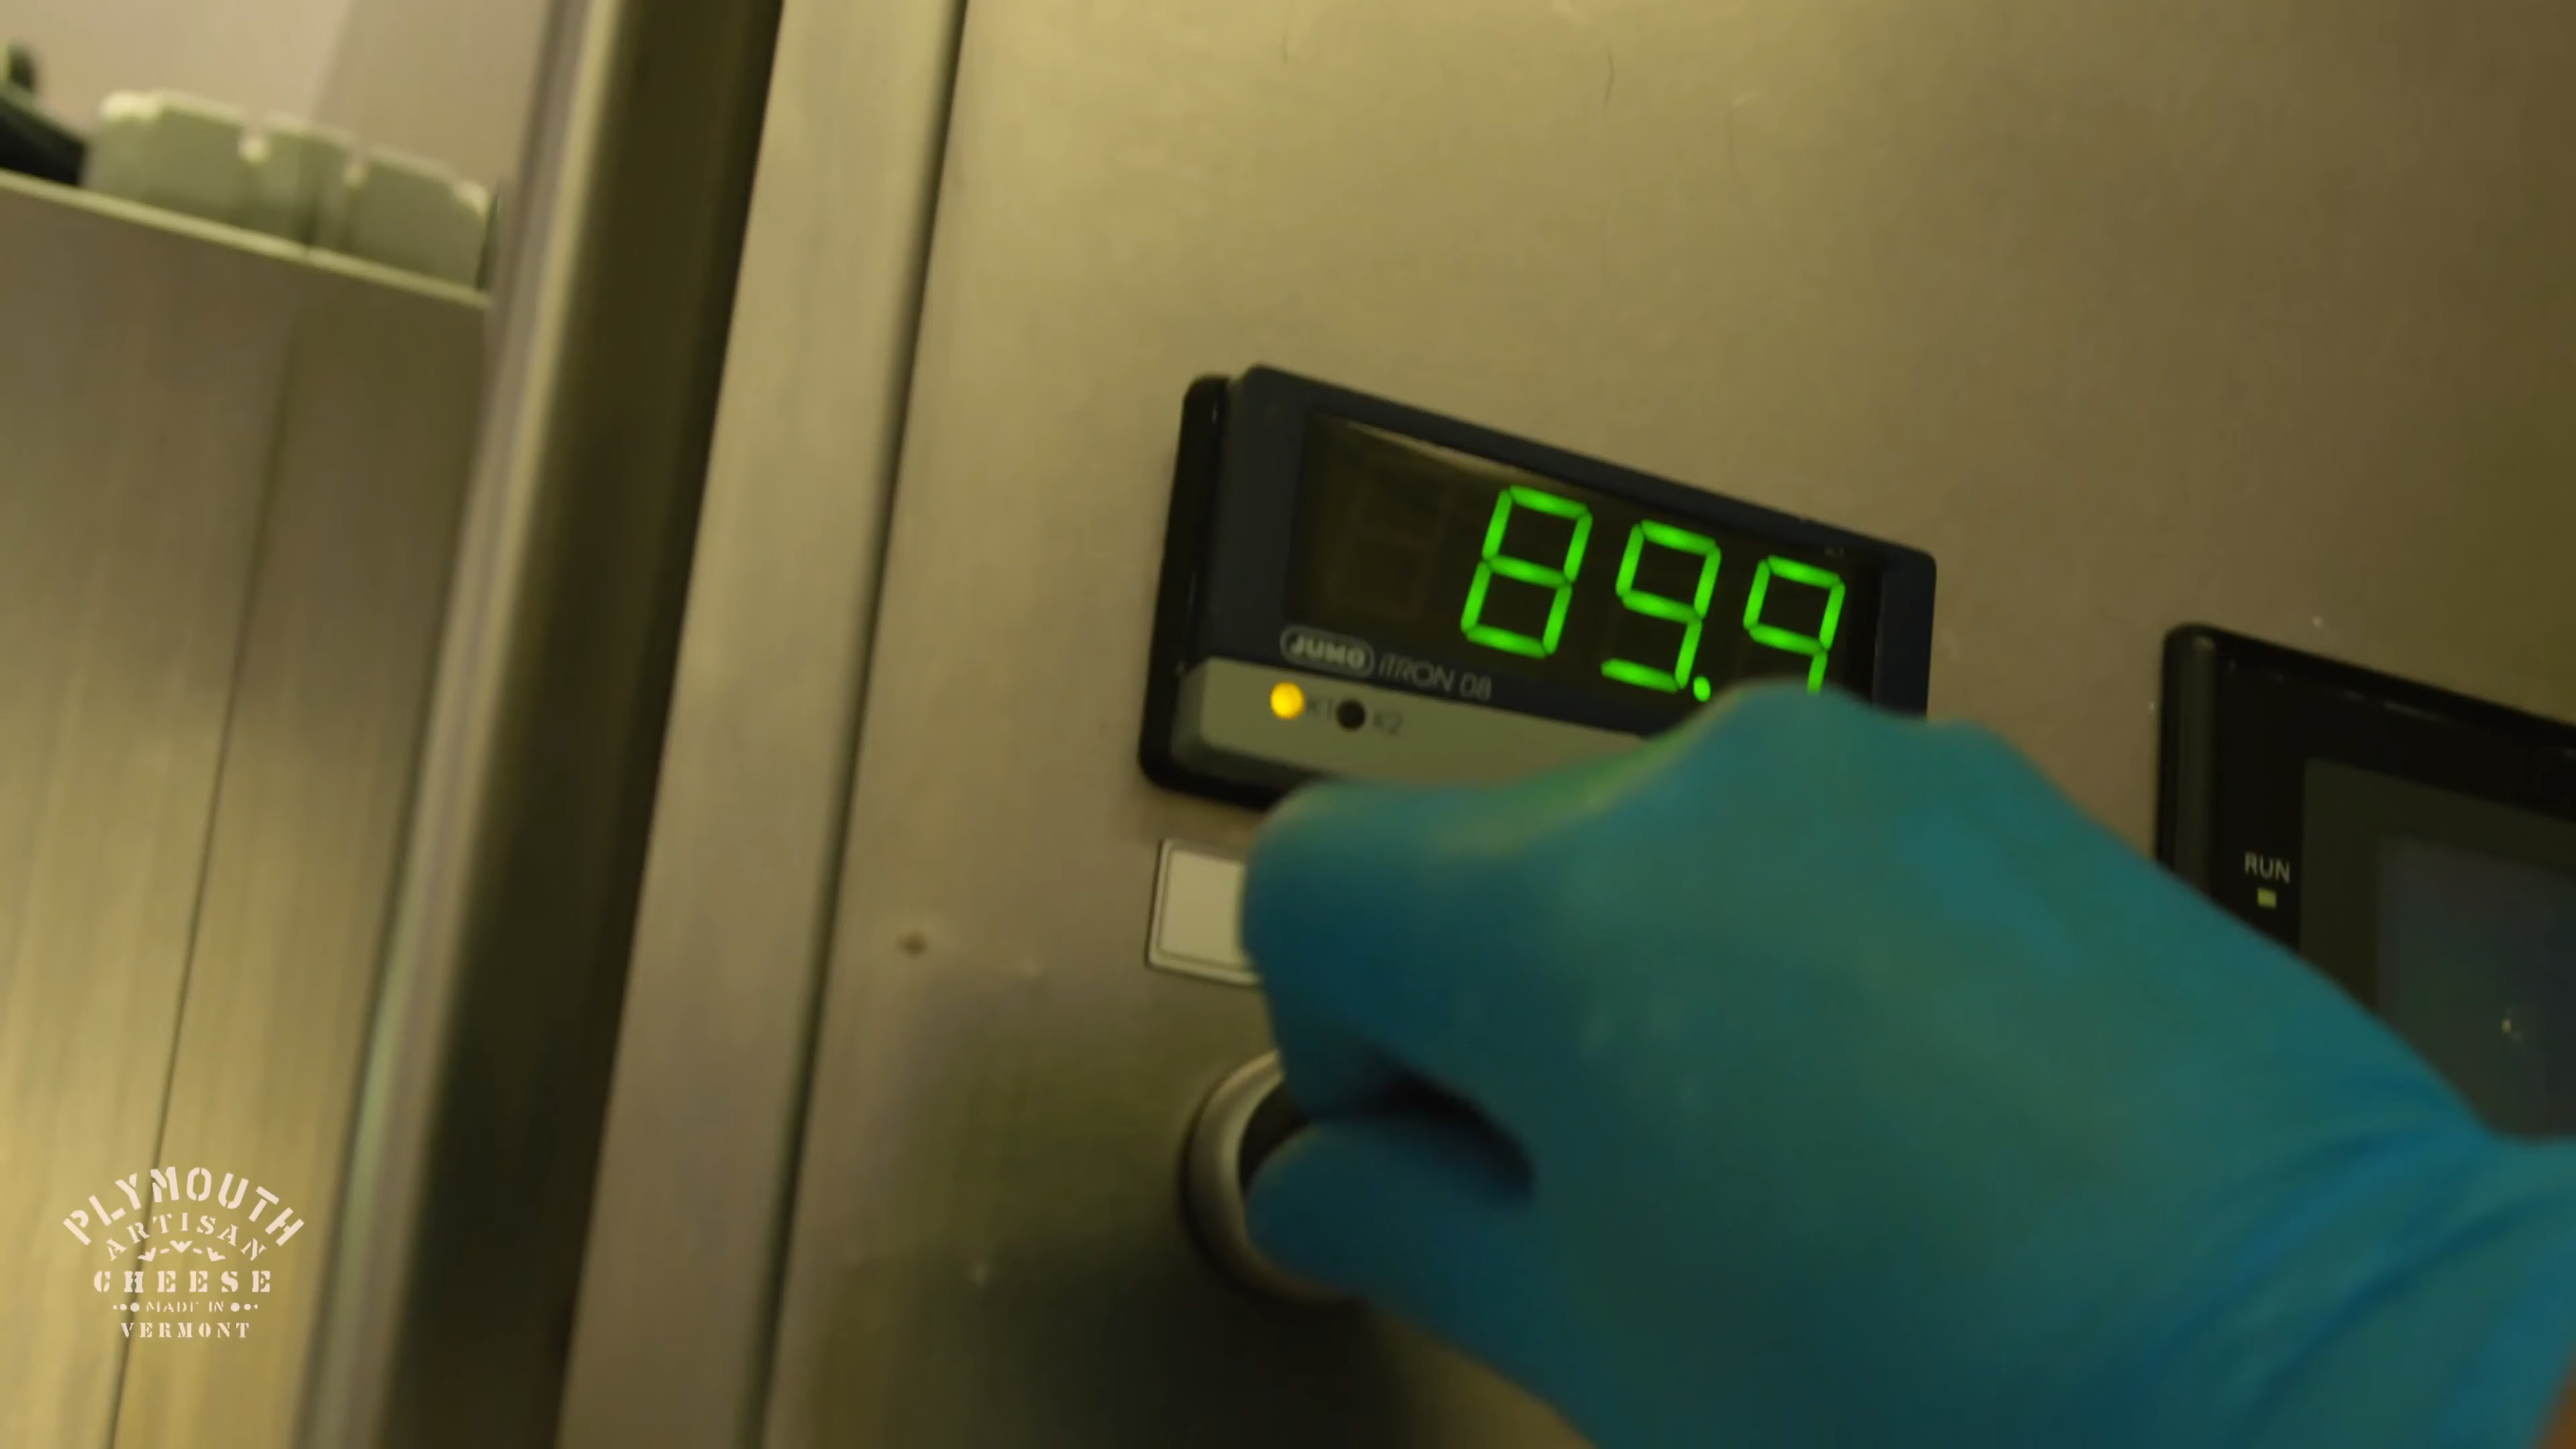 89.9
JUMO iTRON 08
K1 K2
RUN
PLYMOUTH
ARTISAN
CHEESE
MADE IN
VERMONT